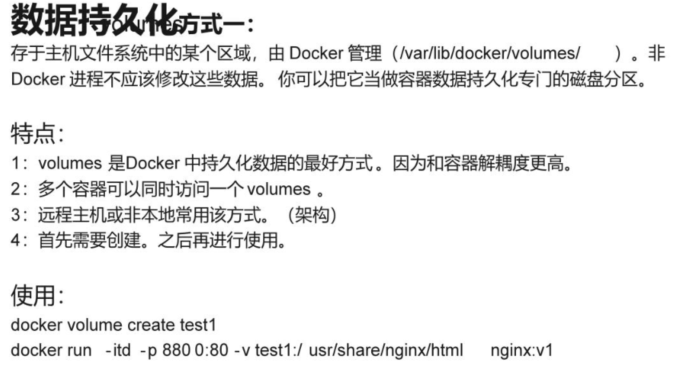 数据持久化
volumes方式一：
存于主机文件系统中的某个区域，由 Docker 管理（/var/lib/docker/volumes/ ）。非
Docker 进程不应该修改这些数据。 你可以把它当做容器数据持久化专门的磁盘分区。
特点：
1：volumes 是Docker 中持久化数据的最好方式。因为和容器解耦度更高。
2：多个容器可以同时访问一个 volumes 。
3：远程主机或非本地常用该方式。（架构）
4：首先需要创建。之后再进行使用。
使用：
docker volume create test1
docker run -itd -p 880 0:80 -v test1:/ usr/share/nginx/html nginx:v1